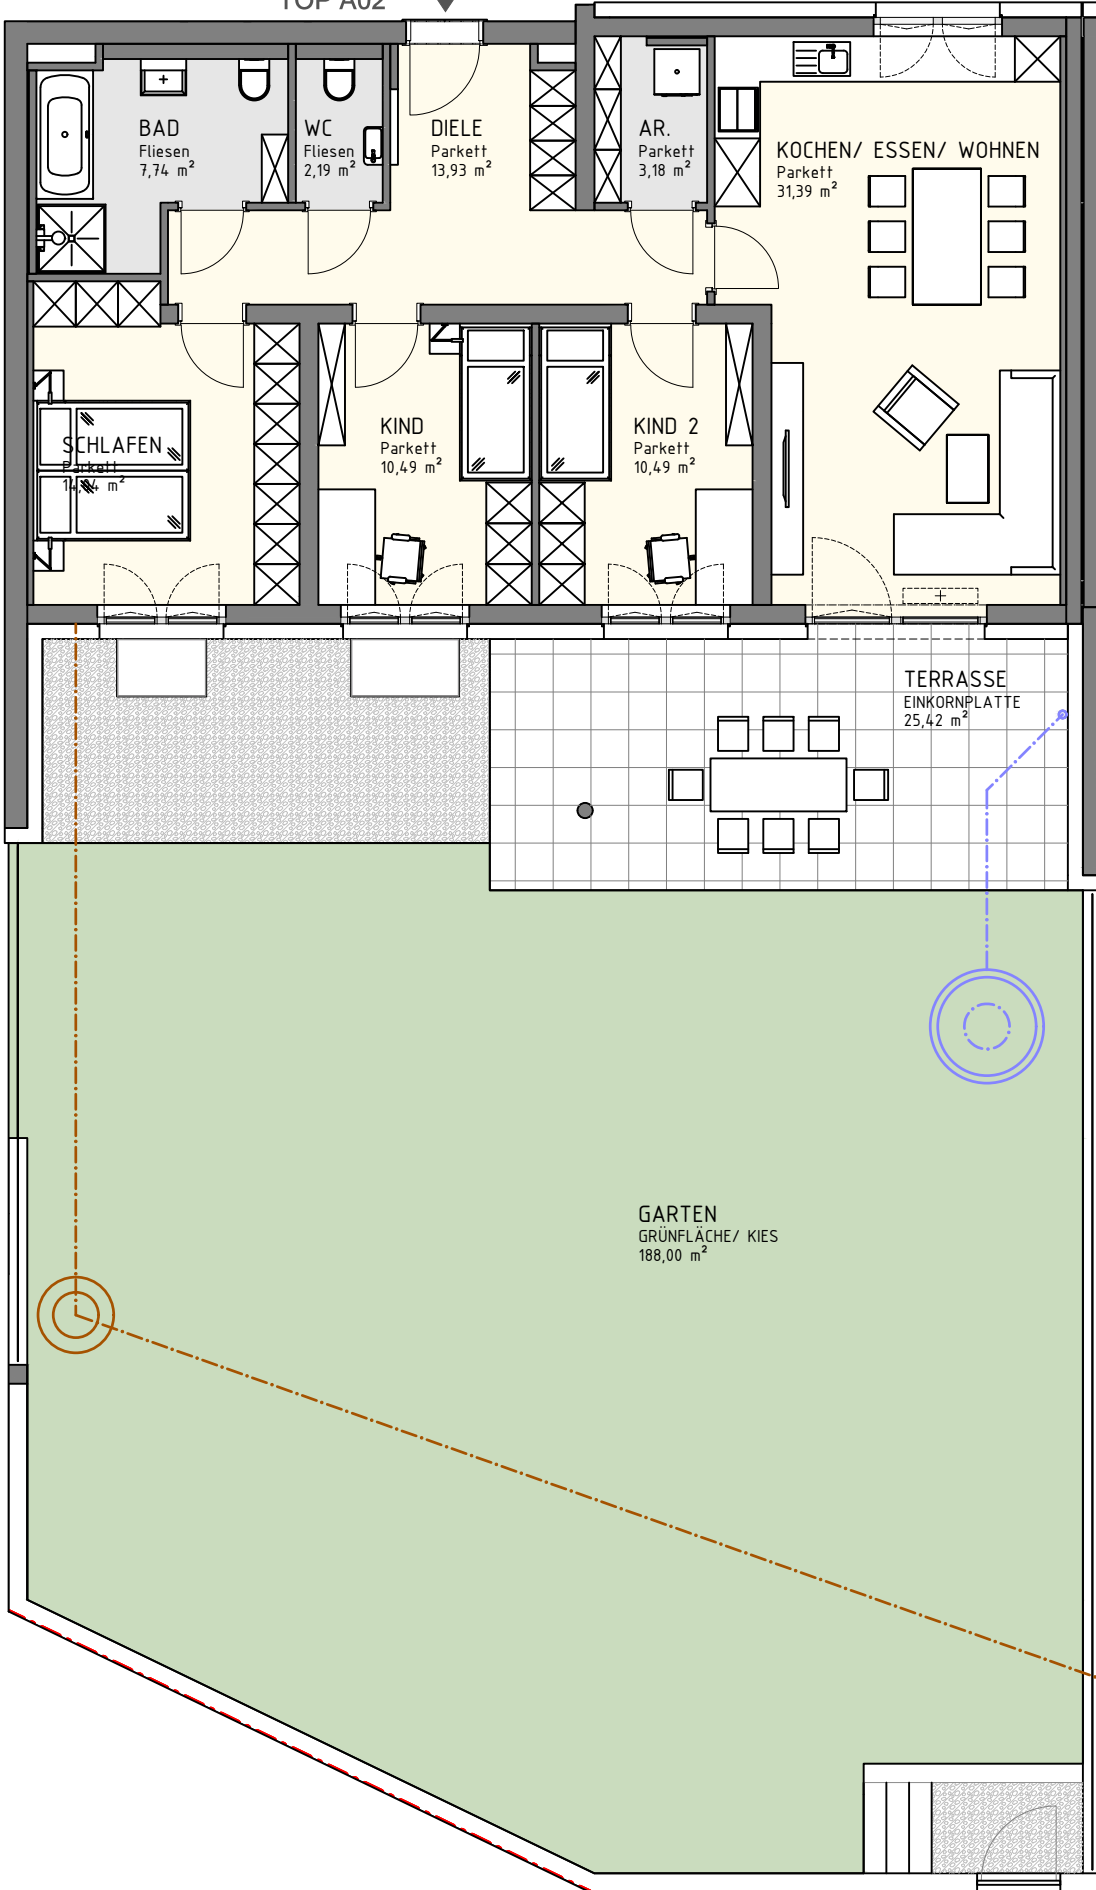 TOP A02
BAD
Fliesen
7,74 m²
WC
Fliesen
2,19 m²
DIELE
Parkett
13,93 m²
AR.
Parkett
3,18 m²
KOCHEN/ ESSEN/ WOHNEN
Parkett
31,39 m²
SCHLAFEN
Parkett
m²
KIND
Parkett
10,49 m²
KIND 2
Parkett
10,49 m²
TERRASSE
EINKORNPLATTE
25,42 m²
GARTEN
GRÜNFLÄCHE/ KIES
188,00 m²